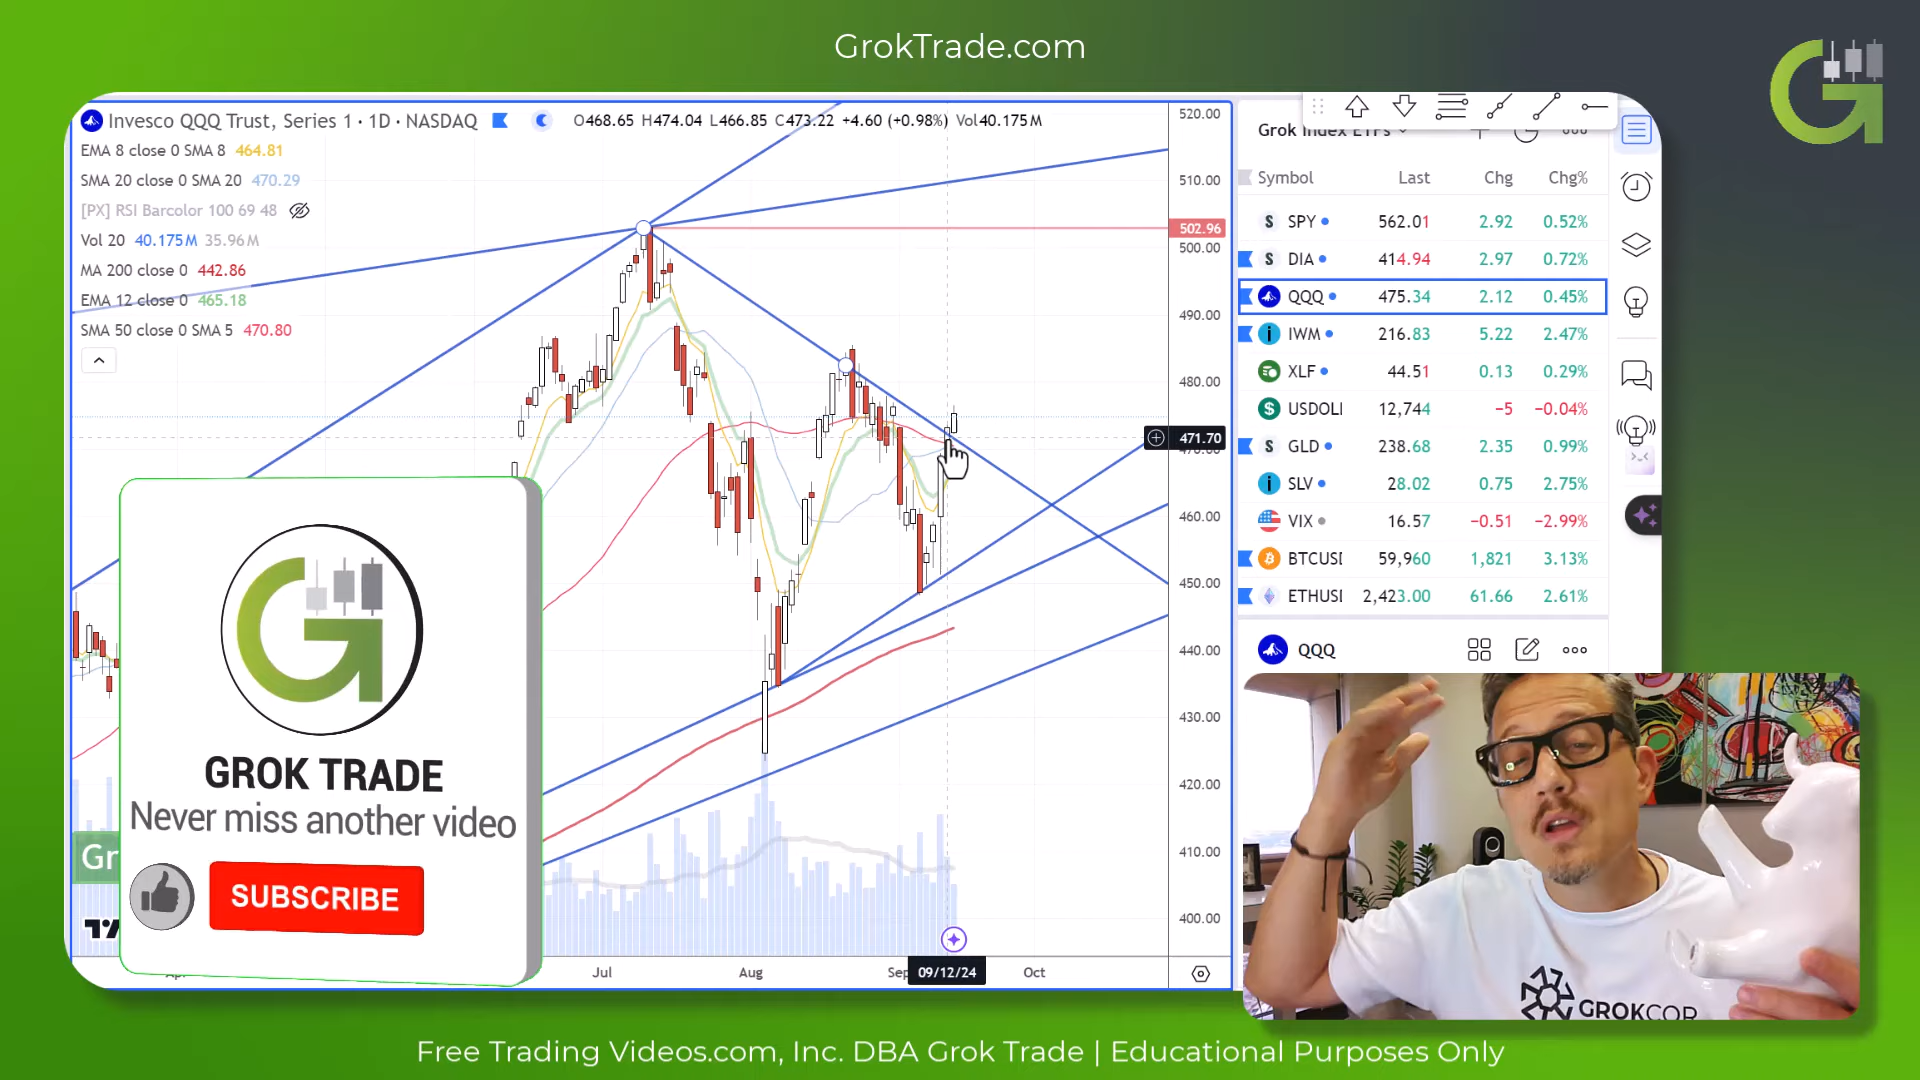 GrokTrade.com
Invesco QQQ Trust, Series 1 · 1D · NASDAQ O468.65 H474.04 L466.85 C473.22 +4.60 (+0.98%) Vol40.175M
EMA 8 close 0 SMA 8 464.81
SMA 20 close 0 SMA 20 470.29
[PX] RSI Barcolor 100 69 48
Vol 20 40.175M 35.96M
MA 200 close 0 442.86
EMA 12 close 0 465.18
SMA 50 close 0 SMA 5 470.80
520.00
510.00
502.96
500.00
490.00
480.00
471.70
460.00
450.00
440.00
430.00
420.00
410.00
400.00
Jul Aug Sep 09/12/24 Oct
Grok Index ETFs
Symbol Last Chg Chg%
SPY 562.01 2.92 0.52%
DIA 414.94 2.97 0.72%
QQQ 475.34 2.12 0.45%
IWM 216.83 5.22 2.47%
XLF 44.51 0.13 0.29%
USDOLI 12,744 −5 −0.04%
GLD 238.68 2.35 0.99%
SLV 28.02 0.75 2.75%
VIX 16.57 −0.51 −2.99%
BTCUSI 59,960 1,821 3.13%
ETHUSI 2,423.00 61.66 2.61%
QQQ
GROK TRADE
Never miss another video
SUBSCRIBE
Gr
GROKCOR
Free Trading Videos.com, Inc. DBA Grok Trade | Educational Purposes Only